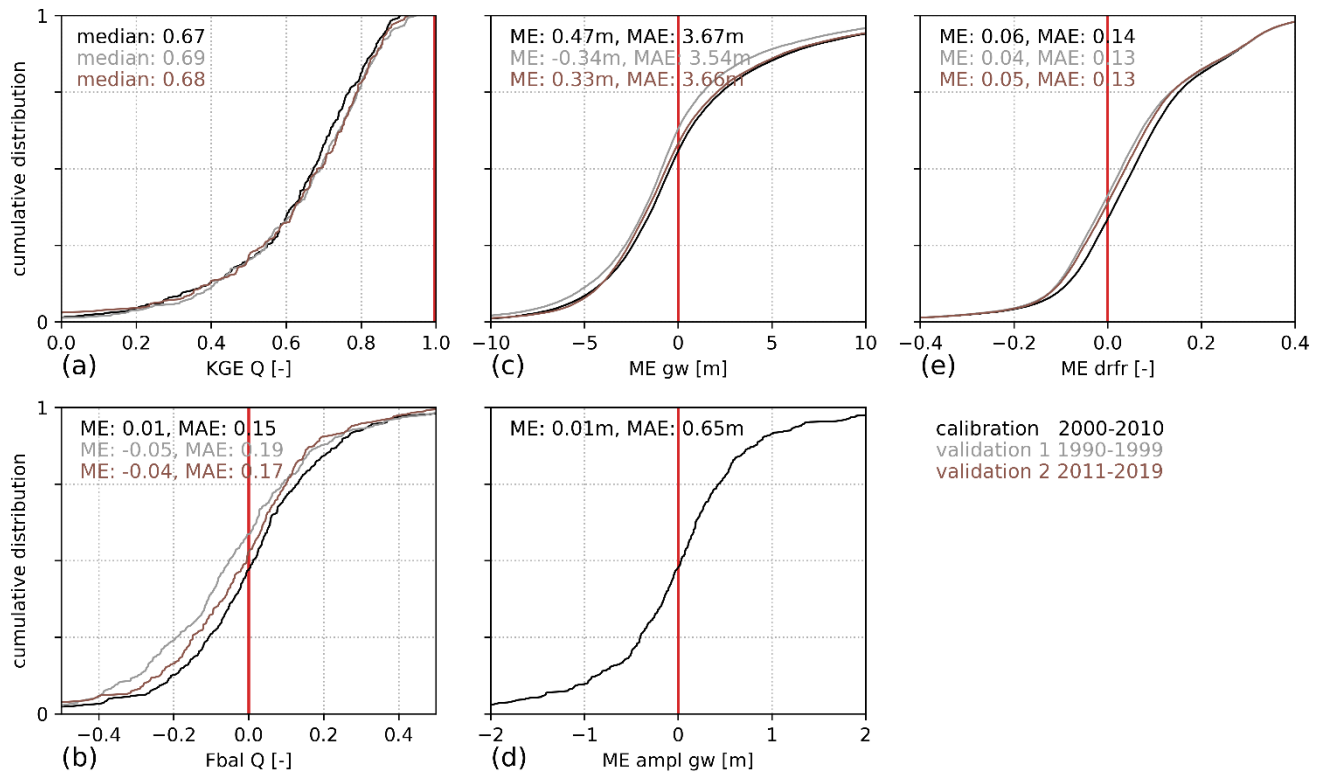 1
cumulative distribution
0
median: 0.67
median: 0.69
median: 0.68
0.0 0.2 0.4 0.6 0.8 1.0
(a) KGE Q [-]
ME: 0.47m, MAE: 3.67m
ME: -0.34m, MAE: 3.54m
ME: 0.33m, MAE: 3.66m
−10 −5 0 5 10
(c) ME gw [m]
ME: 0.06, MAE: 0.14
ME: 0.04, MAE: 0.13
ME: 0.05, MAE: 0.13
−0.4 −0.2 0.0 0.2 0.4
(e) ME drfr [-]
1
cumulative distribution
0
ME: 0.01, MAE: 0.15
ME: -0.05, MAE: 0.19
ME: -0.04, MAE: 0.17
−0.4 −0.2 0.0 0.2 0.4
(b) Fbal Q [-]
ME: 0.01m, MAE: 0.65m
−2 −1 0 1 2
(d) ME ampl gw [m]
calibration 2000-2010
validation 1 1990-1999
validation 2 2011-2019